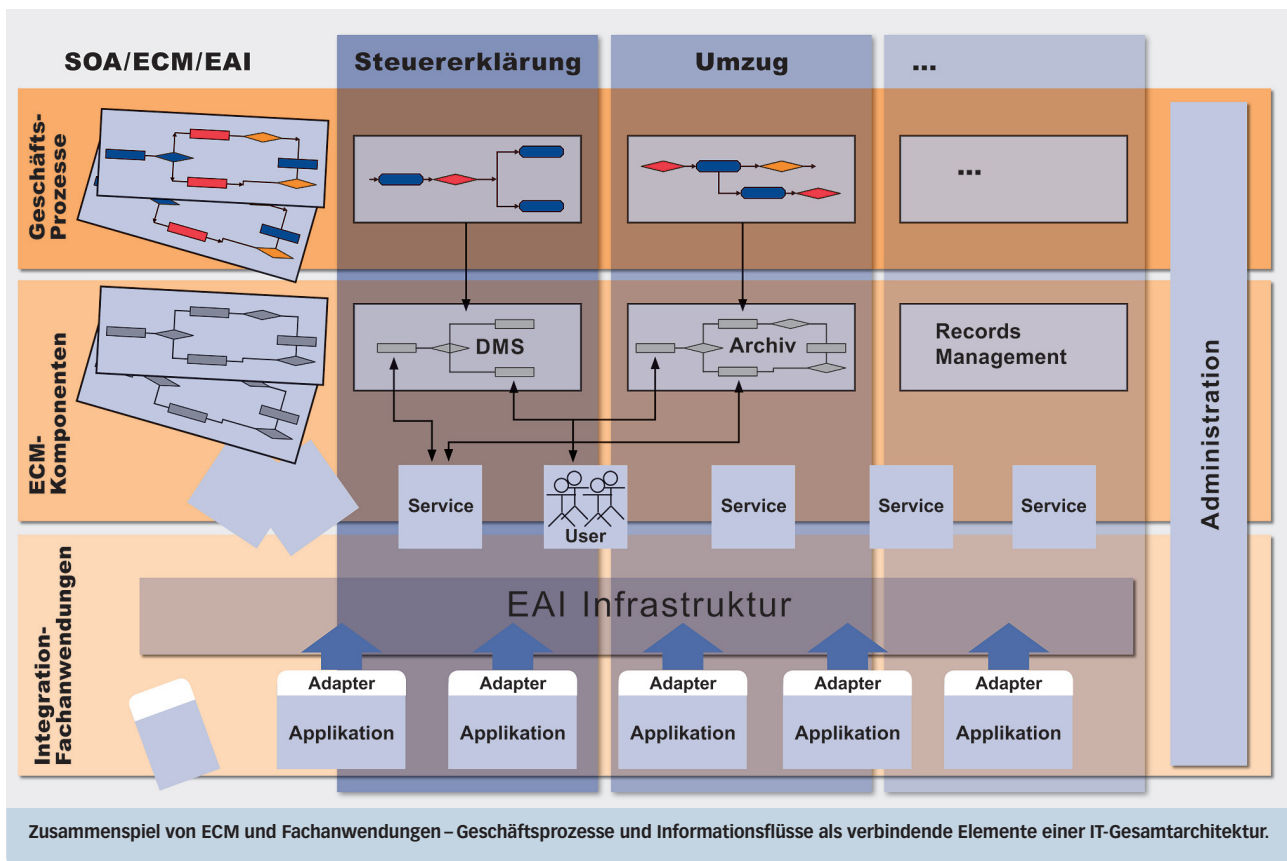 SOA/ECM/EAI
Steuererklärung
Umzug
...
Geschäfts-
Prozesse
...
ECM-
Komponenten
DMS
Archiv
Records
Management
Service
User
Service
Service
Service
Administration
Integration-
Fachanwendungen
EAI Infrastruktur
Adapter
Adapter
Adapter
Adapter
Adapter
Applikation
Applikation
Applikation
Applikation
Applikation
Zusammenspiel von ECM und Fachanwendungen – Geschäftsprozesse und Informationsflüsse als verbindende Elemente einer IT-Gesamtarchitektur.